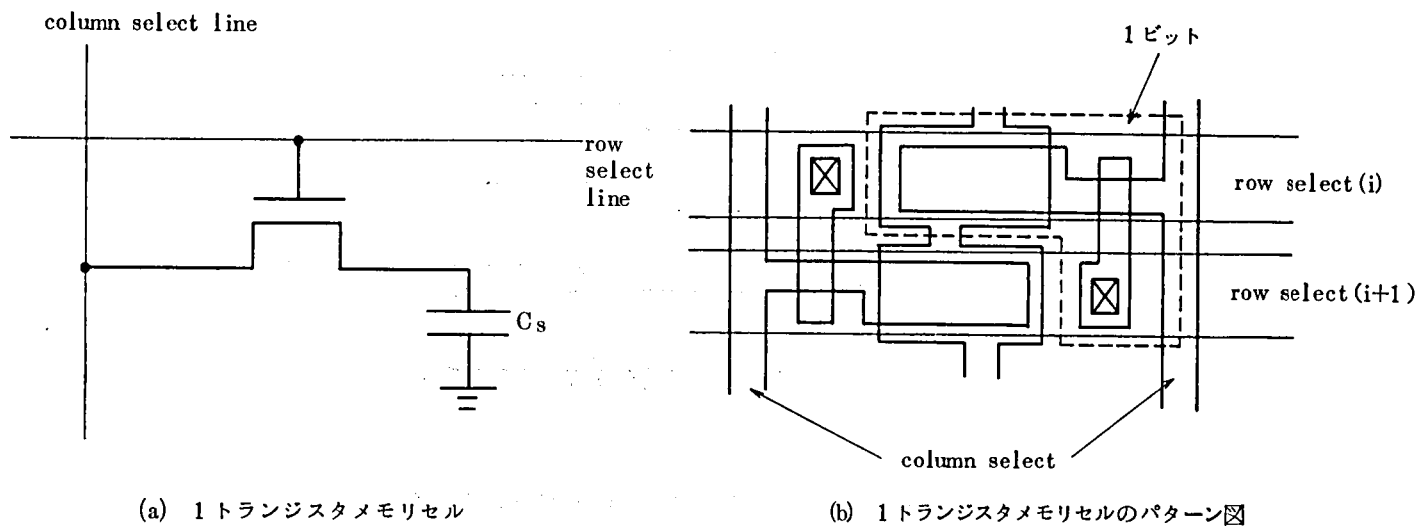 column select line
row
select
line
Cs
(a) 1トランジスタメモリセル
1ビット
row select(i)
row select(i+1)
column select
(b) 1トランジスタメモリセルのパターン図